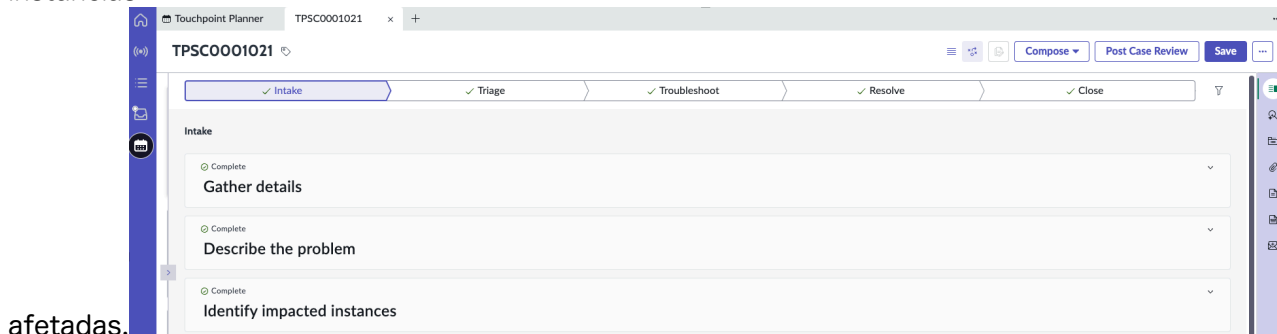 Touchpoint Planner TPSC0001021 × +
TPSC0001021 Compose Post Case Review Save
Intake Triage Troubleshoot Resolve Close
Intake
Complete
Gather details
Complete
Describe the problem
Complete
Identify impacted instances
afetadas.